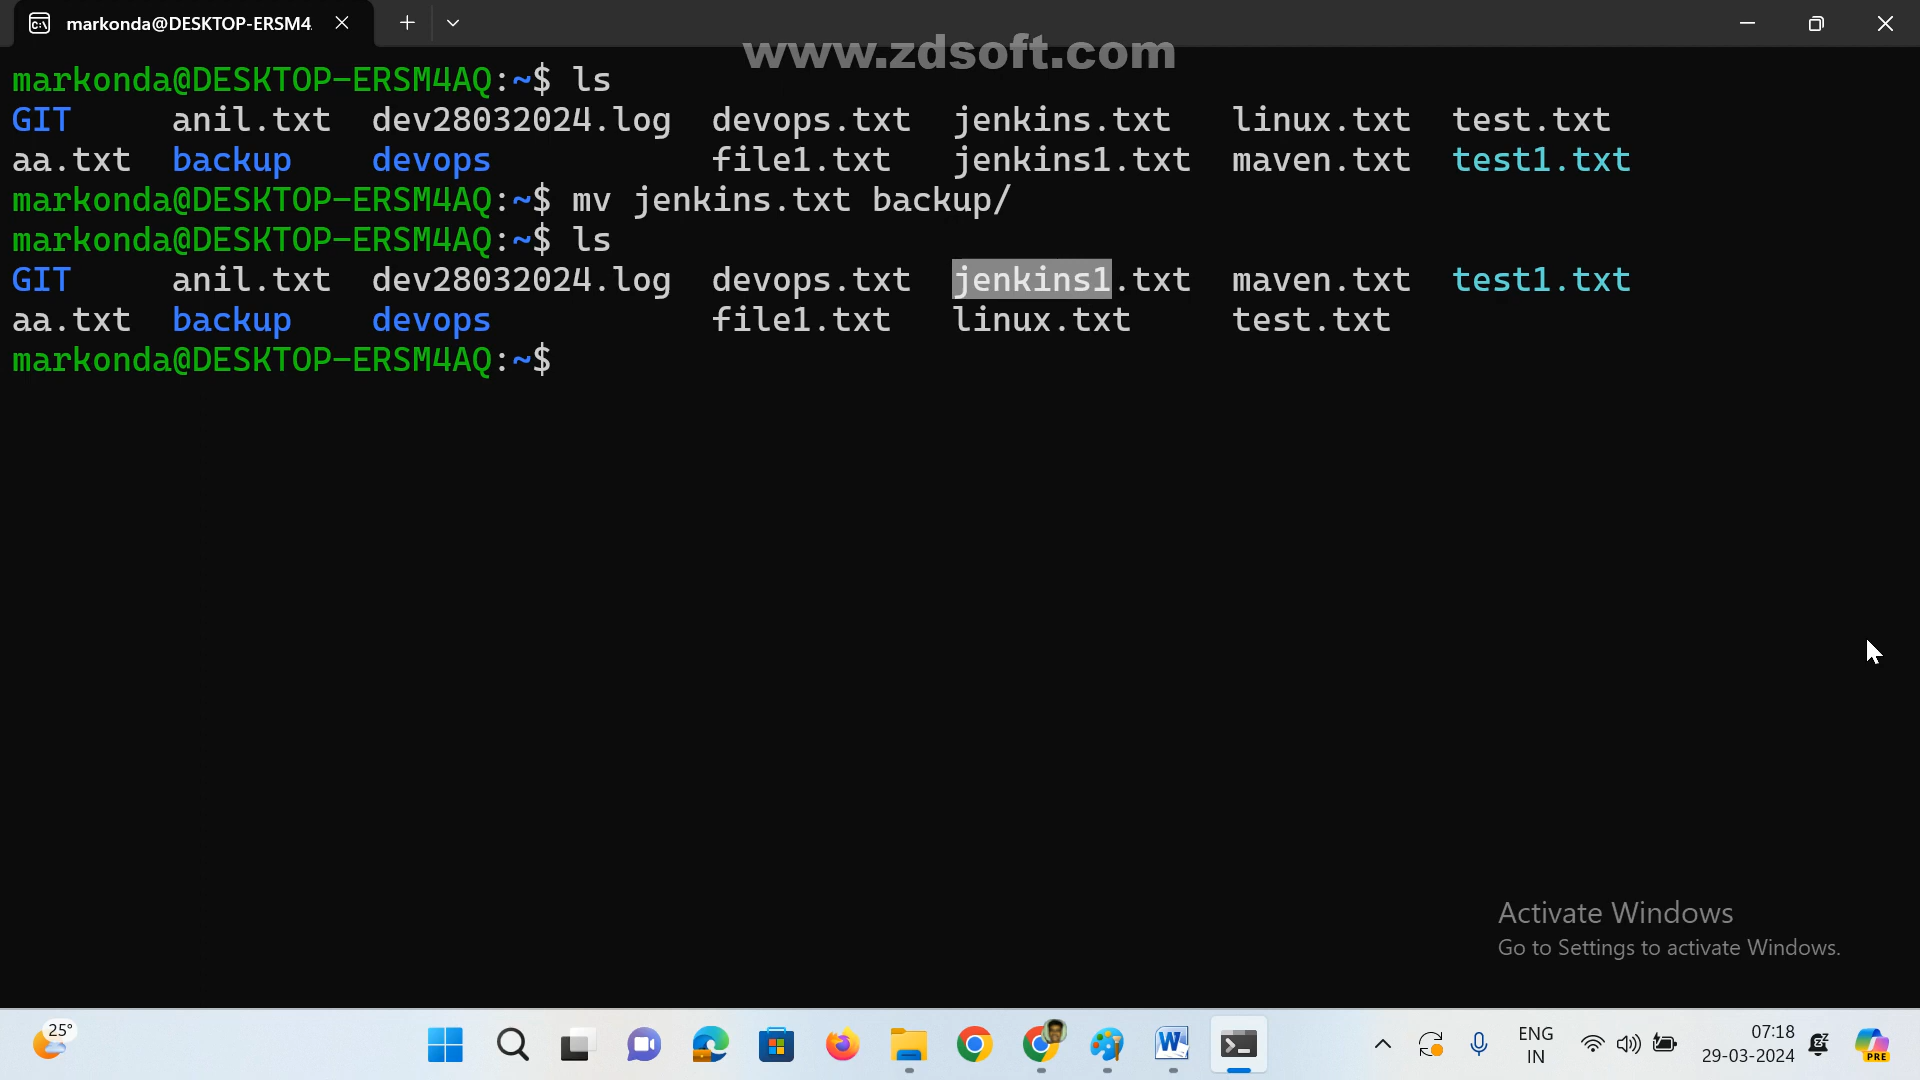 markonda@DESKTOP-ERSM4
www.zdsoft.com
markonda@DESKTOP-ERSM4AQ:~$ ls
GIT anil.txt dev28032024.log devops.txt jenkins.txt linux.txt test.txt
aa.txt backup devops file1.txt jenkins1.txt maven.txt test1.txt
markonda@DESKTOP-ERSM4AQ:~$ mv jenkins.txt backup/
markonda@DESKTOP-ERSM4AQ:~$ ls
GIT anil.txt dev28032024.log devops.txt jenkins1.txt maven.txt test1.txt
aa.txt backup devops file1.txt linux.txt test.txt
markonda@DESKTOP-ERSM4AQ:~$
Activate Windows
Go to Settings to activate Windows.
25°
ENG
IN
07:18
29-03-2024
PRE